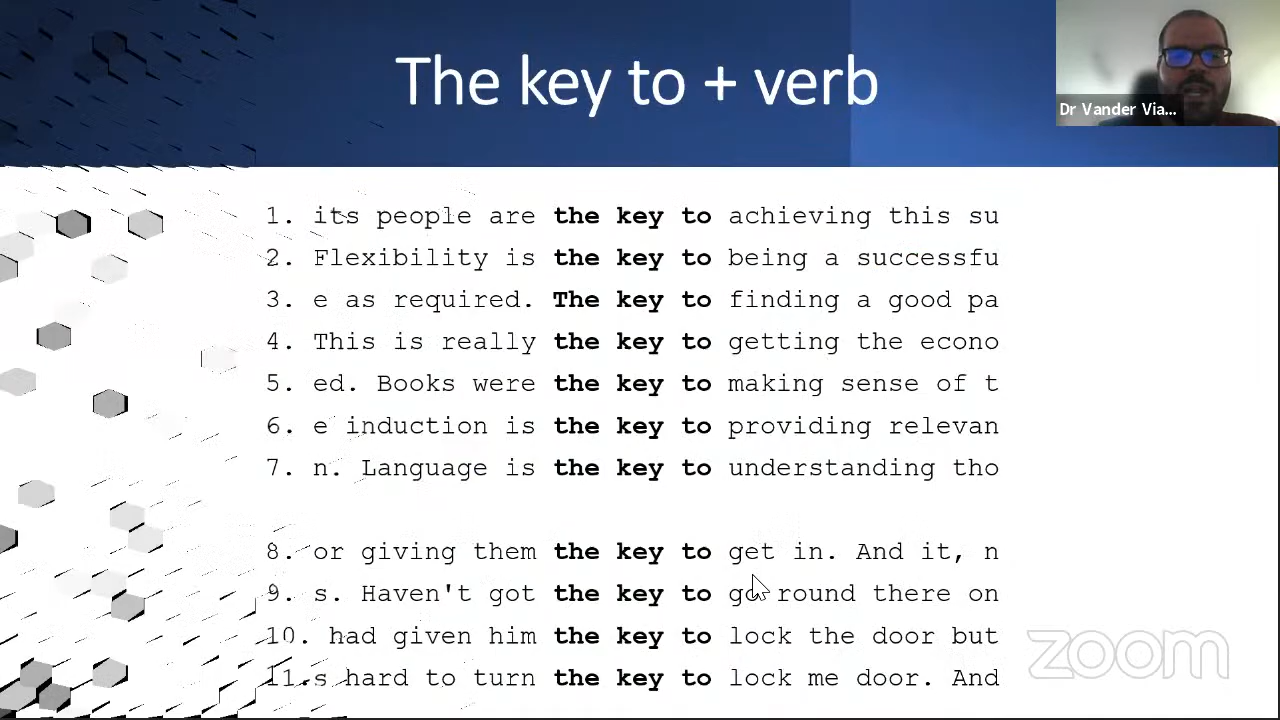 The key to + verb
Dr Vander Via...
1. its people are the key to achieving this su
2. Flexibility is the key to being a successfu
3. e as required. The key to finding a good pa
4. This is really the key to getting the econo
5. ed. Books were the key to making sense of t
6. e induction is the key to providing relevan
7. n. Language is the key to understanding tho
8. or giving them the key to get in. And it, n
9. s. Haven't got the key to go round there on
10. had given him the key to lock the door but
11.s hard to turn the key to lock me door. And
zoom